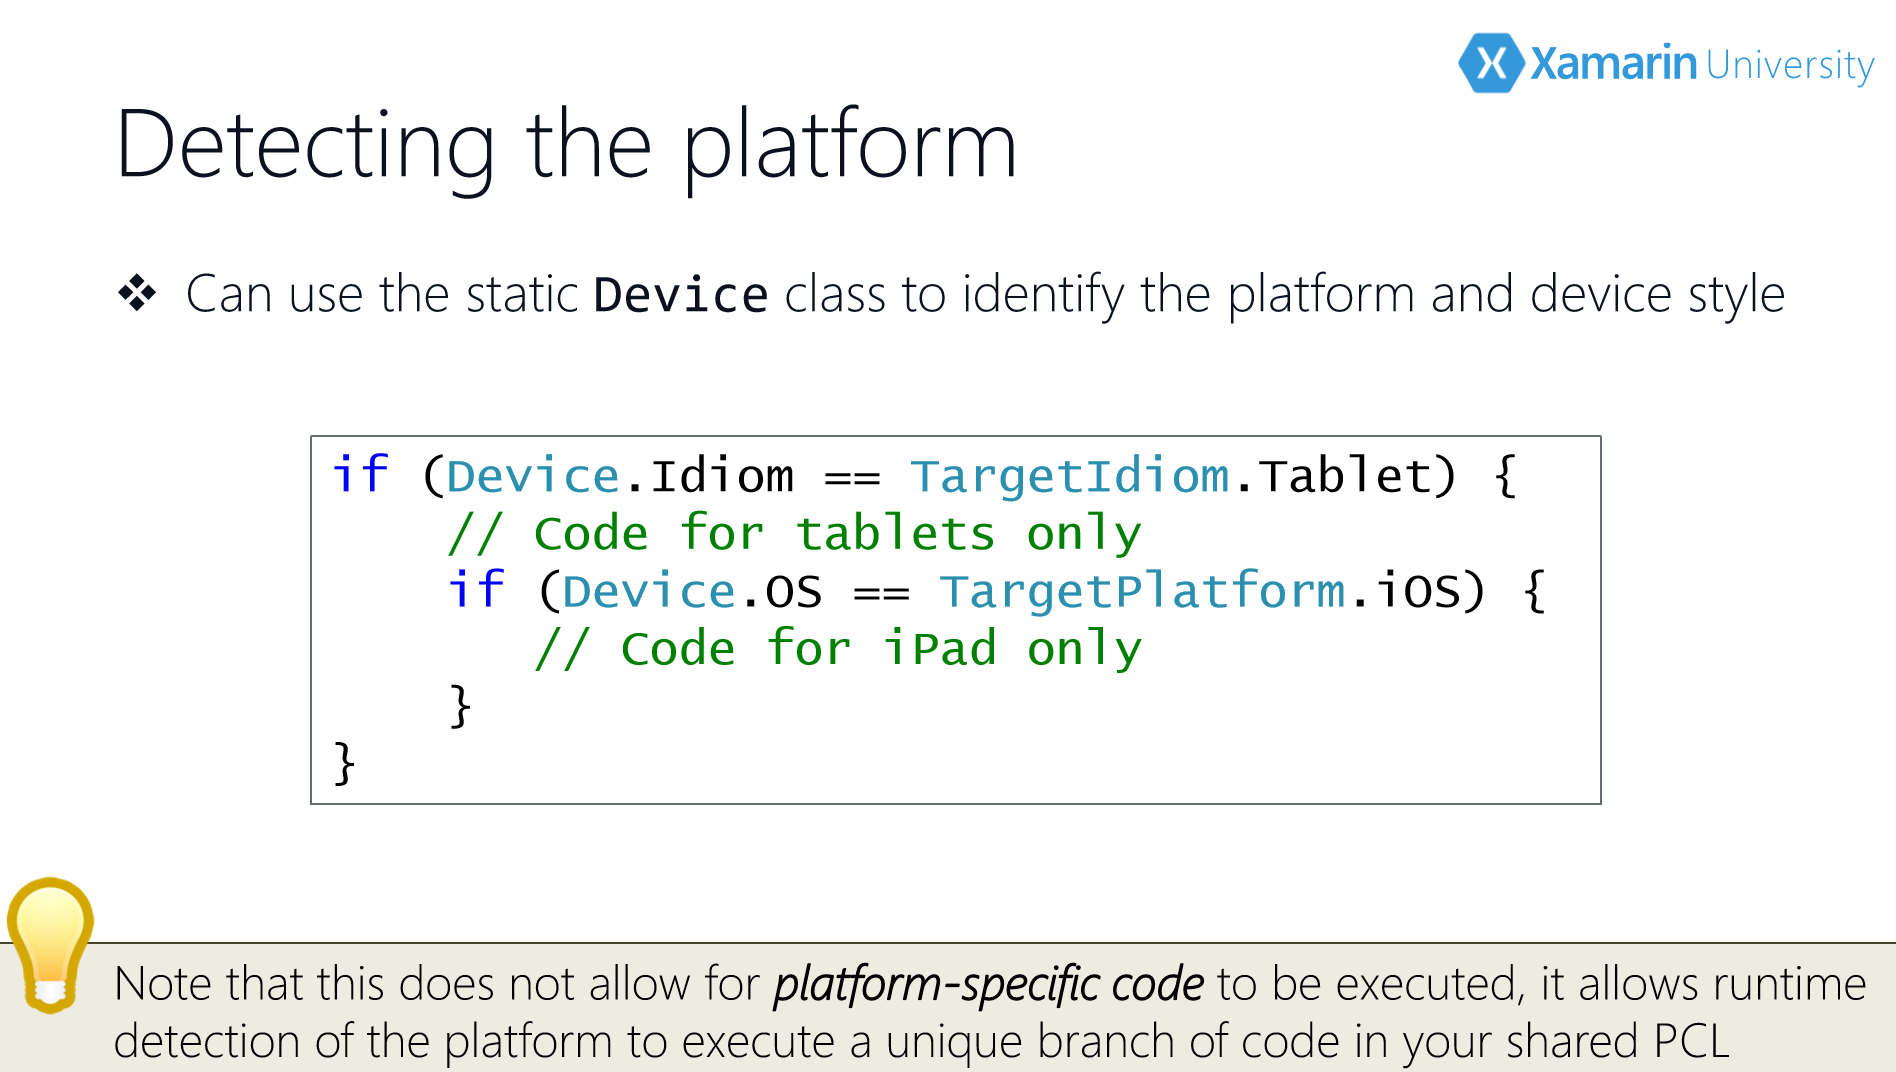 Xamarin University
Detecting the platform
❖ Can use the static Device class to identify the platform and device style
if (Device.Idiom == TargetIdiom.Tablet) {
    // Code for tablets only
    if (Device.OS == TargetPlatform.iOS) {
       // Code for iPad only
    }
}
Note that this does not allow for platform-specific code to be executed, it allows runtime
detection of the platform to execute a unique branch of code in your shared PCL